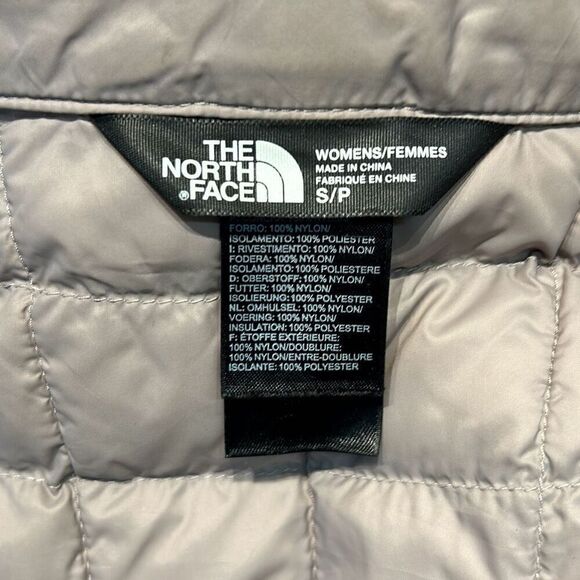 THE
NORTH
FACE
®
WOMENS/FEMMES
MADE IN CHINA
FABRIQUÉ EN CHINE
S/P
FORRO: 100% NYLON/
ISOLAMENTO: 100% POLIÉSTER
I: RIVESTIMENTO: 100% NYLON/
FODERA: 100% NYLON/
ISOLAMENTO: 100% POLIESTERE
D: OBERSTOFF: 100% NYLON/
FUTTER: 100% NYLON/
ISOLIERUNG: 100% POLYESTER
NL: OMHULSEL: 100% NYLON/
VOERING: 100% NYLON/
INSULATION: 100% POLYESTER
F: ÉTOFFE EXTÉRIEURE:
100% NYLON/DOUBLURE:
100% NYLON/ENTRE-DOUBLURE
ISOLANTE: 100% POLYESTER